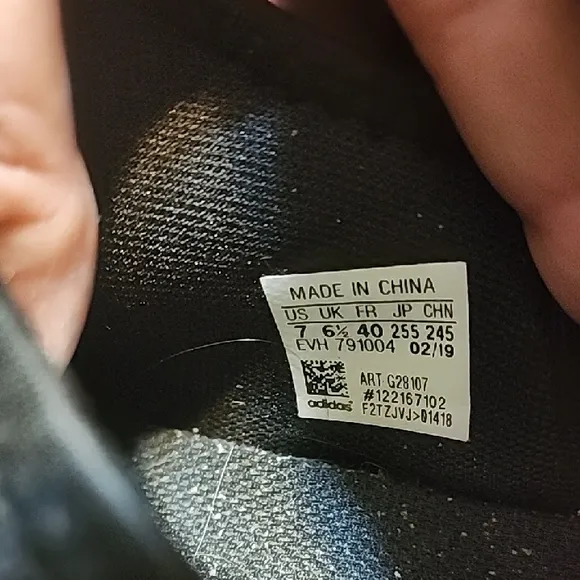 MADE IN CHINA
US UK FR JP CHN
7 6½ 40 255 245
EVH 791004 02/19
ART G28107
#122167102
adidas F2TZJVJ>01418